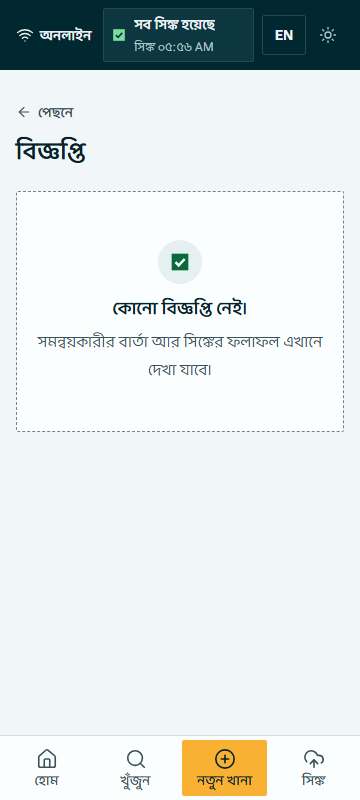 অনলাইন
সব সিঙ্ক হয়েছে
সিঙ্ক ০৫:৫৬ AM
EN
পেছনে
বিজ্ঞপ্তি
কোনো বিজ্ঞপ্তি নেই।
সমন্বয়কারীর বার্তা আর সিঙ্কের ফলাফল এখানে
দেখা যাবে।
হোম
খুঁজুন
নতুন খানা
সিঙ্ক